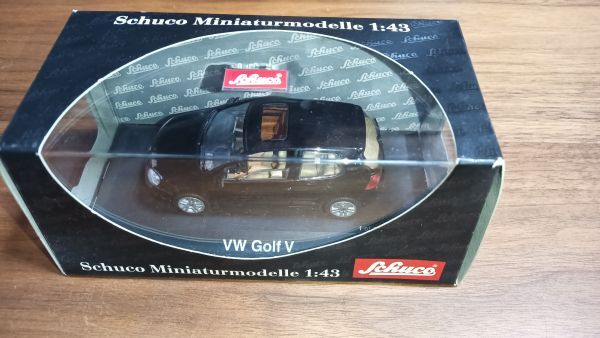 Schuco Miniaturmodelle 1:43
Schuco
VW Golf V
Schuco Miniaturmodelle 1:43
Schuco